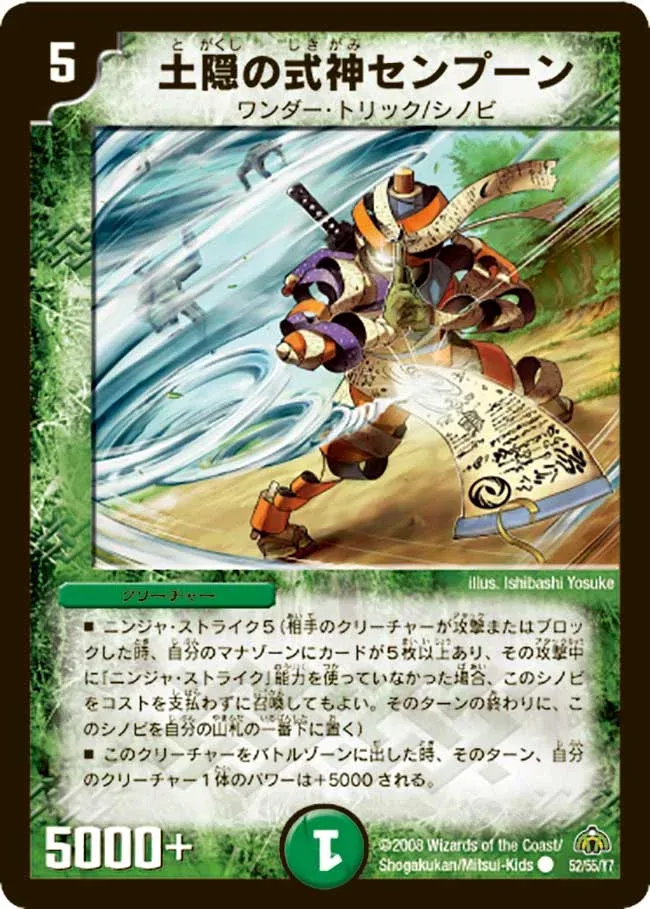 5
とがくし しきがみ
土隠の式神センプーン
ワンダー・トリック/シノビ
illus. Ishibashi Yosuke
クリーチャー
■ ニンジャ・ストライク5(相手のクリーチャーが攻撃またはブロッ
クした時、自分のマナゾーンにカードが5枚以上あり、その攻撃中
に『ニンジャ・ストライク』能力を使っていなかった場合、このシノビ
をコストを支払わずに召喚してもよい。そのターンの終わりに、こ
のシノビを自分の山札の一番下に置く)
■ このクリーチャーをバトルゾーンに出した時、そのターン、自分
のクリーチャー1体のパワーは+5000される。
5000+
1
©2008 Wizards of the Coast/
Shogakukan/Mitsui-Kids
52/55/Y7